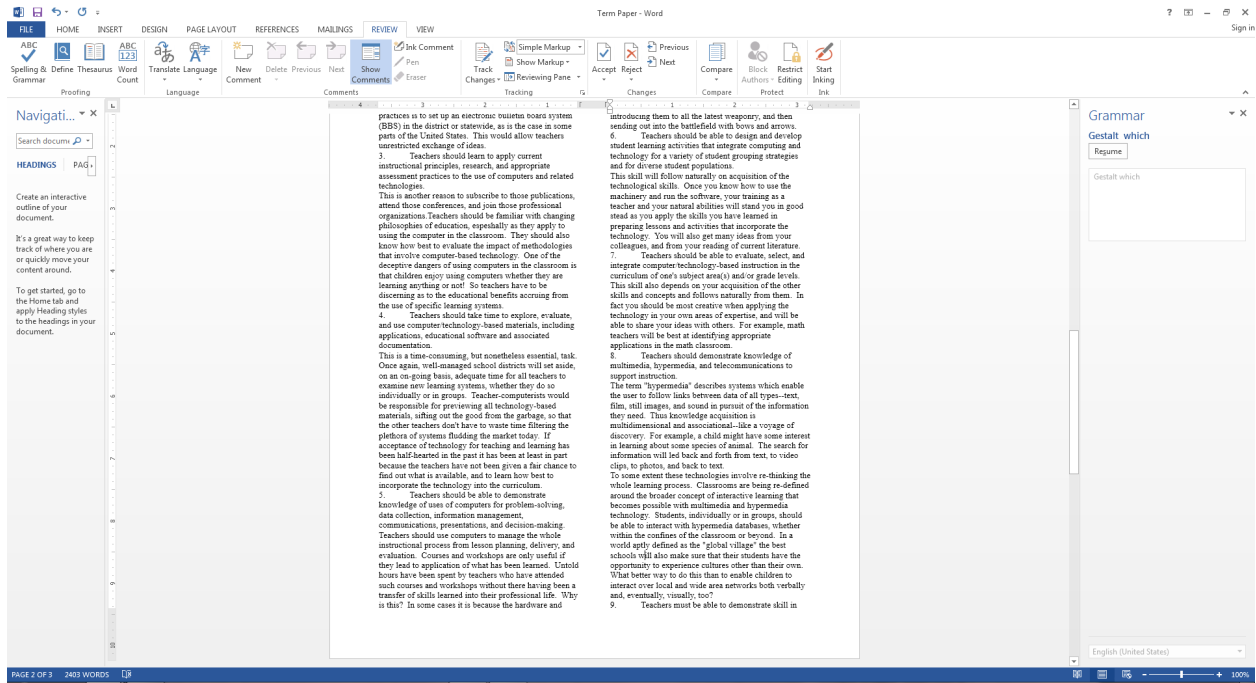 Term Paper - Word
FILE HOME INSERT DESIGN PAGE LAYOUT REFERENCES MAILINGS REVIEW VIEW
Sign in
ABC
Spelling & Grammar
Define
Thesaurus
ABC 123
Word Count
Translate
Language
New Comment
Delete
Previous
Next
Show Comments
Ink Comment
Pen
Eraser
Track Changes
Simple Markup
Show Markup
Reviewing Pane
Accept
Reject
Previous
Next
Compare
Block Authors
Restrict Editing
Start Inking
Proofing Language Comments Tracking Changes Compare Protect Ink
Navigati...
Search docume
HEADINGS PAG
Create an interactive
outline of your
document.
It's a great way to keep
track of where you are
or quickly move your
content around.
To get started, go to
the Home tab and
apply Heading styles
to the headings in your
document.
practices is to set up an electronic bulletin board system
(BBS) in the district or statewide, as is the case in some
parts of the United States. This would allow teachers
unrestricted exchange of ideas.
3. Teachers should learn to apply current
instructional principles, research, and appropriate
assessment practices to the use of computers and related
technologies.
This is another reason to subscribe to those publications,
attend those conferences, and join those professional
organizations.Teachers should be familiar with changing
philosophies of education, espeshally as they apply to
using the computer in the classroom. They should also
know how best to evaluate the impact of methodologies
that involve computer-based technology. One of the
deceptive dangers of using computers in the classroom is
that children enjoy using computers whether they are
learning anything or not! So teachers have to be
discerning as to the educational benefits accruing from
the use of specific learning systems.
4. Teachers should take time to explore, evaluate,
and use computer/technology-based materials, including
applications, educational software and associated
documentation.
This is a time-consuming, but nonetheless essential, task.
Once again, well-managed school districts will set aside,
on an on-going basis, adequate time for all teachers to
examine new learning systems, whether they do so
individually or in groups. Teacher-computerists would
be responsible for previewing all technology-based
materials, sifting out the good from the garbage, so that
the other teachers don't have to waste time filtering the
plethora of systems fludding the market today. If
acceptance of technology for teaching and learning has
been half-hearted in the past it has been at least in part
because the teachers have not been given a fair chance to
find out what is available, and to learn how best to
incorporate the technology into the curriculum.
5. Teachers should be able to demonstrate
knowledge of uses of computers for problem-solving,
data collection, information management,
communications, presentations, and decision-making.
Teachers should use computers to manage the whole
instructional process from lesson planning, delivery, and
evaluation. Courses and workshops are only useful if
they lead to application of what has been learned. Untold
hours have been spent by teachers who have attended
such courses and workshops without there having been a
transfer of skills learned into their professional life. Why
is this? In some cases it is because the hardware and
introducing them to all the latest weaponry, and then
sending out into the battlefield with bows and arrows.
6. Teachers should be able to design and develop
student learning activities that integrate computing and
technology for a variety of student grouping strategies
and for diverse student populations.
This skill will follow naturally on acquisition of the
technological skills. Once you know how to use the
machinery and run the software, your training as a
teacher and your natural abilities will stand you in good
stead as you apply the skills you have learned in
preparing lessons and activities that incorporate the
technology. You will also get many ideas from your
colleagues, and from your reading of current literature.
7. Teachers should be able to evaluate, select, and
integrate computer/technology-based instruction in the
curriculum of one's subject area(s) and/or grade levels.
This skill also depends on your acquisition of the other
skills and concepts and follows naturally from them. In
fact you should be most creative when applying the
technology in your own areas of expertise, and will be
able to share your ideas with others. For example, math
teachers will be best at identifying appropriate
applications in the math classroom.
8. Teachers should demonstrate knowledge of
multimedia, hypermedia, and telecommunications to
support instruction.
The term "hypermedia" describes systems which enable
the user to follow links between data of all types--text,
film, still images, and sound in pursuit of the information
they need. Thus knowledge acquisition is
multidimensional and associational--like a voyage of
discovery. For example, a child might have some interest
in learning about some species of animal. The search for
information will led back and forth from text, to video
clips, to photos, and back to text.
To some extent these technologies involve re-thinking the
whole learning process. Classrooms are being re-defined
around the broader concept of interactive learning that
becomes possible with multimedia and hypermedia
technology. Students, individually or in groups, should
be able to interact with hypermedia databases, whether
within the confines of the classroom or beyond. In a
world aptly defined as the "global village" the best
schools will also make sure that their students have the
opportunity to experience cultures other than their own.
What better way to do this than to enable children to
interact over local and wide area networks both verbally
and, eventually, visually, too?
9. Teachers must be able to demonstrate skill in
Grammar
Gestalt which
Resume
Gestalt which
English (United States)
PAGE 2 OF 3 2403 WORDS
100%